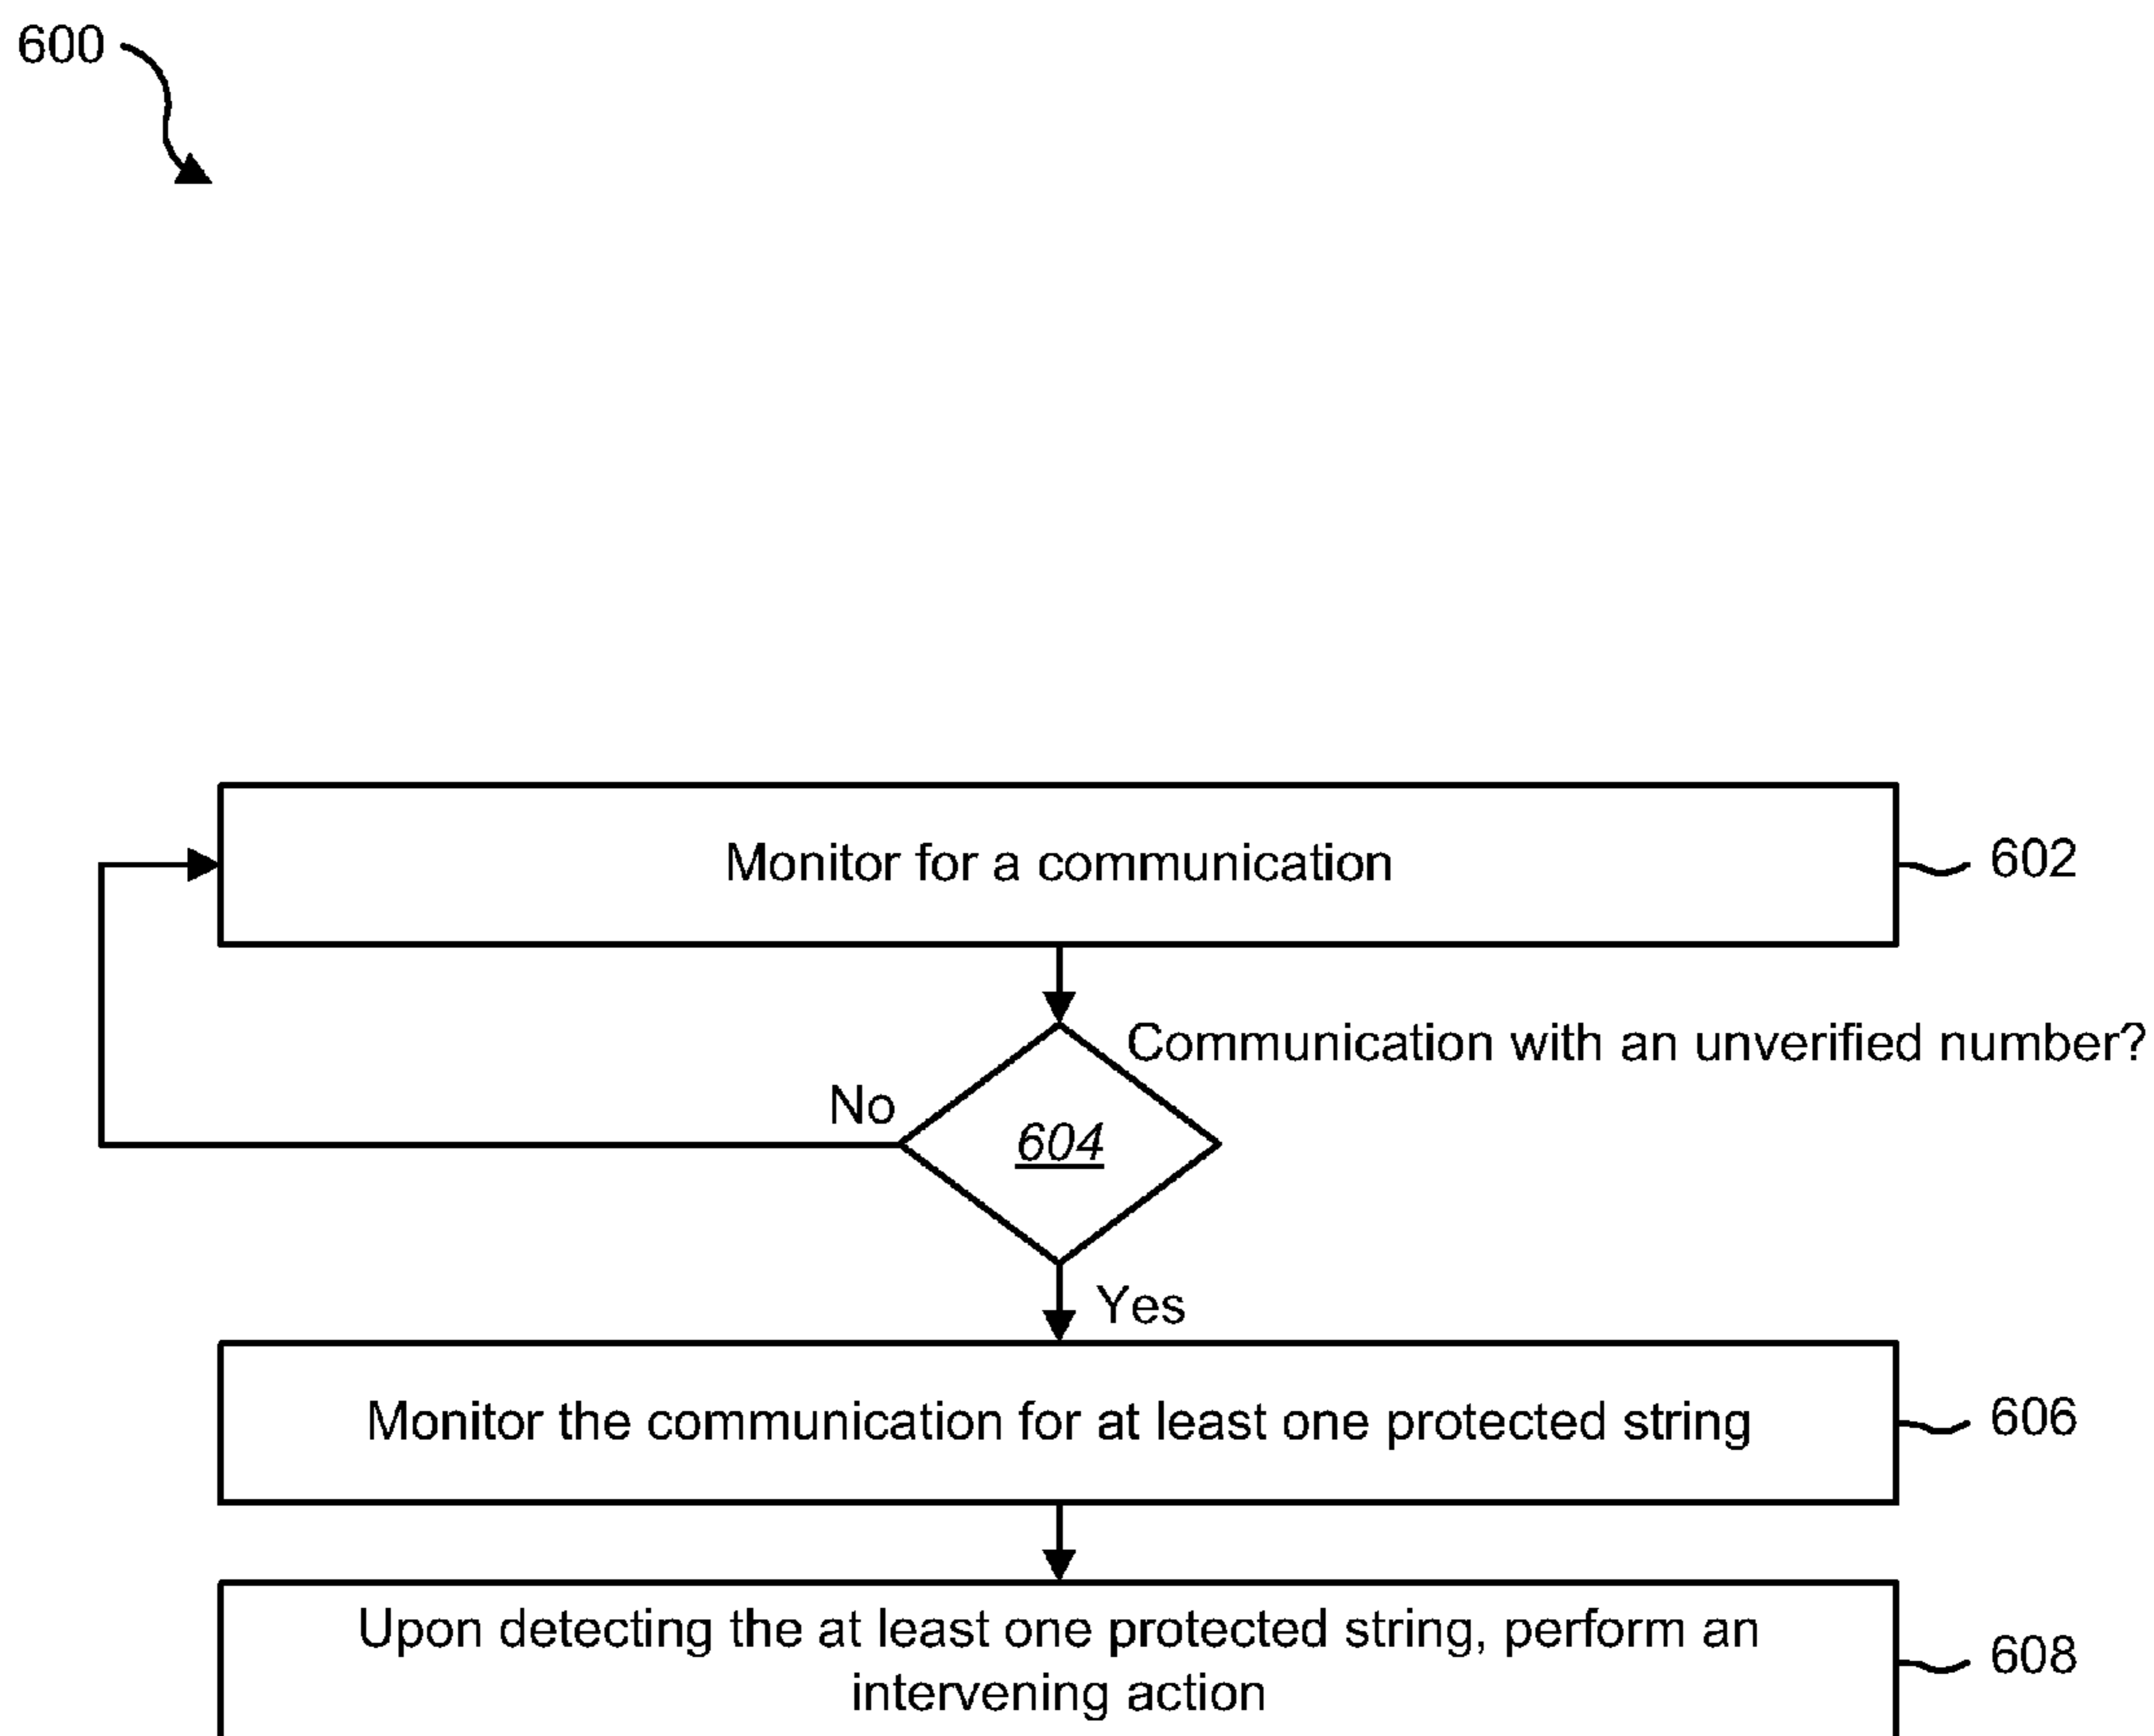 600
Monitor for a communication
602
Communication with an unverified number?
No
604
Yes
Monitor the communication for at least one protected string
606
Upon detecting the at least one protected string, perform an
intervening action
608